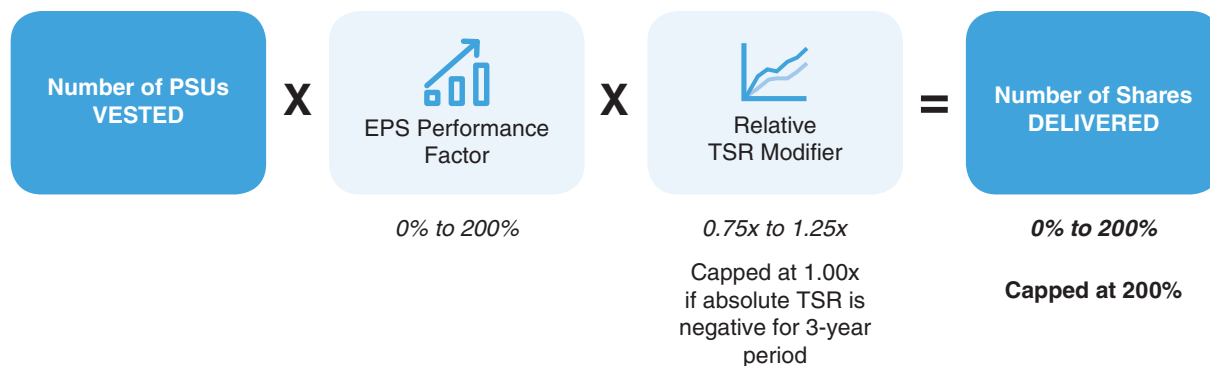 Number of PSUs
VESTED
X
EPS Performance
Factor
X
Relative
TSR Modifier
=
Number of Shares
DELIVERED
0% to 200%
0.75x to 1.25x
Capped at 1.00x
if absolute TSR is
negative for 3-year
period
0% to 200%
Capped at 200%